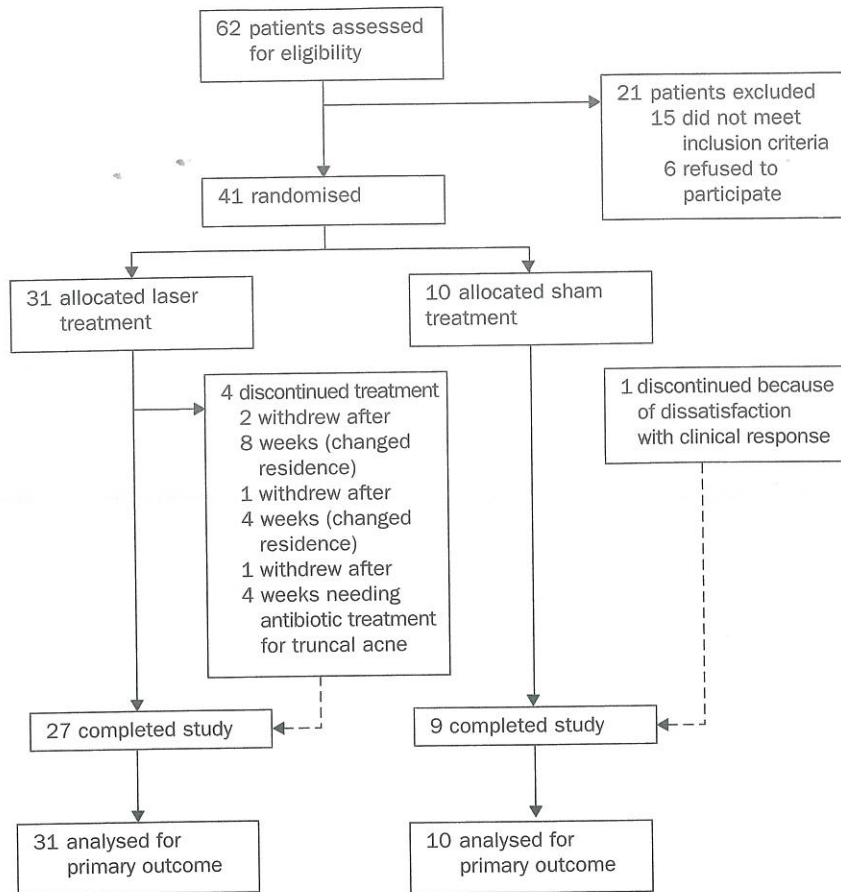 62 patients assessed
for eligibility
21 patients excluded
15 did not meet
inclusion criteria
6 refused to
participate
41 randomised
31 allocated laser
treatment
10 allocated sham
treatment
4 discontinued treatment
2 withdrew after
8 weeks (changed
residence)
1 withdrew after
4 weeks (changed
residence)
1 withdrew after
4 weeks needing
antibiotic treatment
for truncal acne
1 discontinued because
of dissatisfaction
with clinical response
27 completed study
9 completed study
31 analysed for
primary outcome
10 analysed for
primary outcome